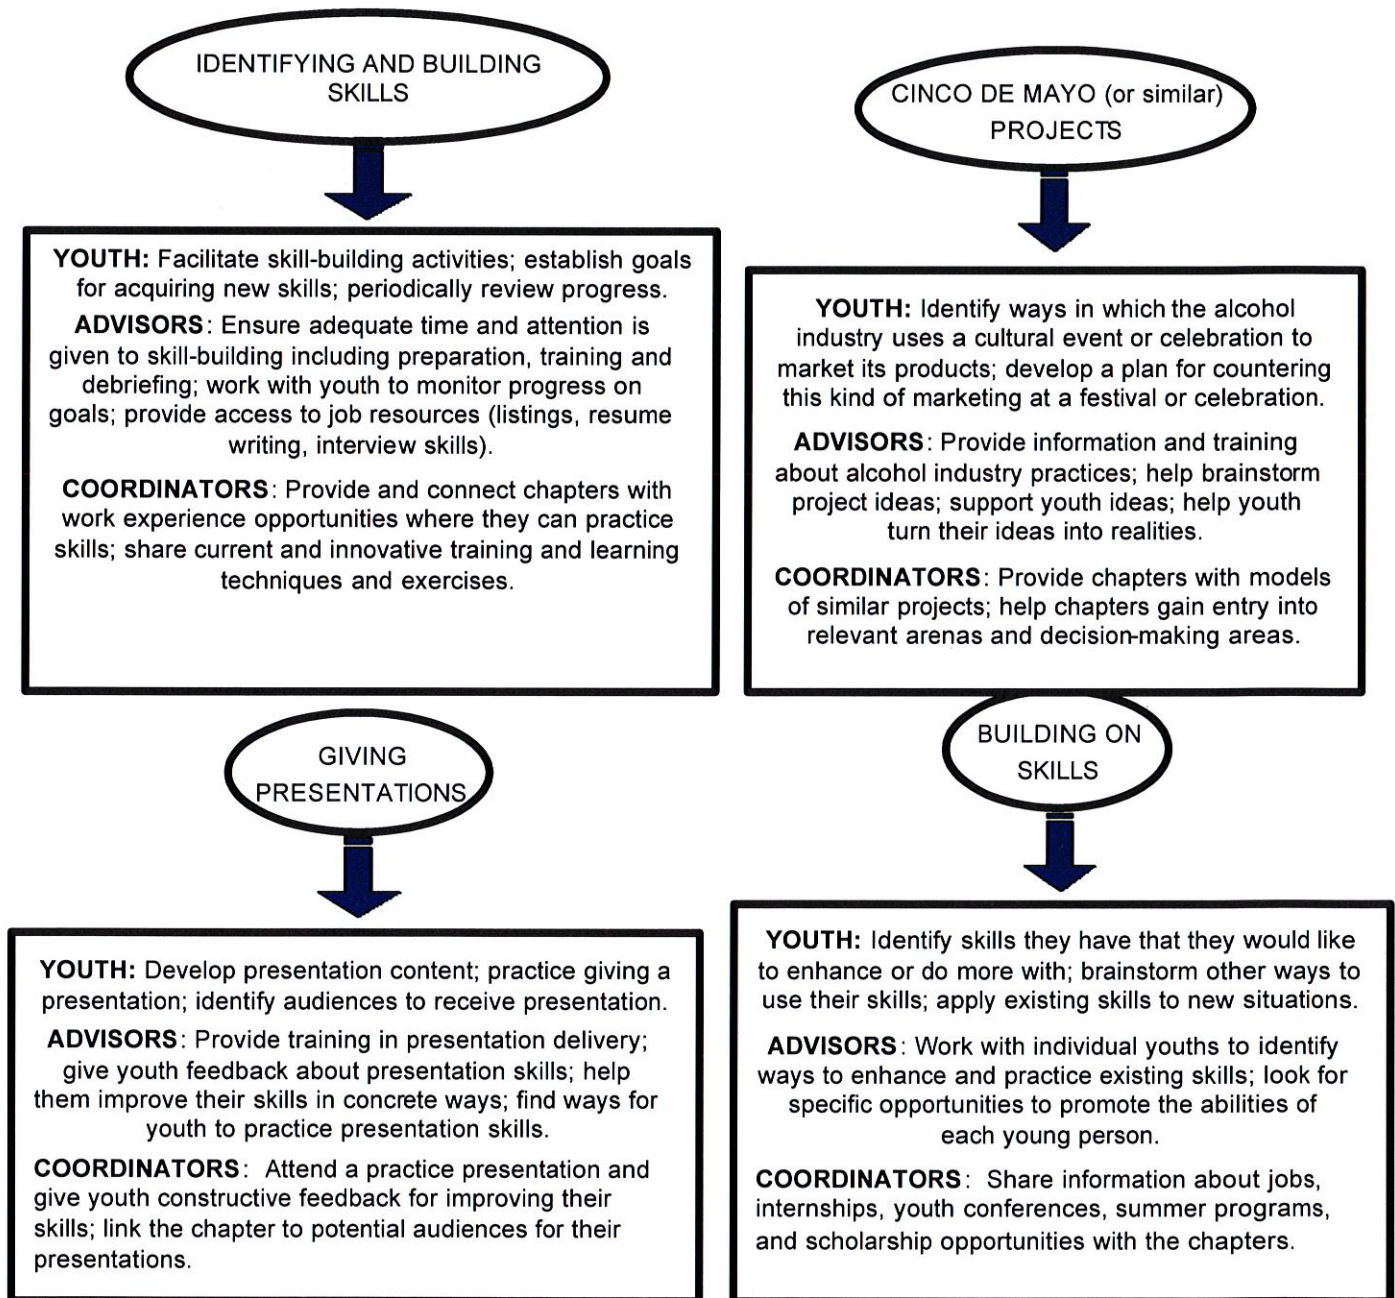 IDENTIFYING AND BUILDING
SKILLS
YOUTH: Facilitate skill-building activities; establish goals
for acquiring new skills; periodically review progress.
ADVISORS: Ensure adequate time and attention is
given to skill-building including preparation, training and
debriefing; work with youth to monitor progress on
goals; provide access to job resources (listings, resume
writing, interview skills).
COORDINATORS: Provide and connect chapters with
work experience opportunities where they can practice
skills; share current and innovative training and learning
techniques and exercises.
CINCO DE MAYO (or similar)
PROJECTS
YOUTH: Identify ways in which the alcohol
industry uses a cultural event or celebration to
market its products; develop a plan for countering
this kind of marketing at a festival or celebration.
ADVISORS: Provide information and training
about alcohol industry practices; help brainstorm
project ideas; support youth ideas; help youth
turn their ideas into realities.
COORDINATORS: Provide chapters with models
of similar projects; help chapters gain entry into
relevant arenas and decision-making areas.
GIVING
PRESENTATIONS
YOUTH: Develop presentation content; practice giving a
presentation; identify audiences to receive presentation.
ADVISORS: Provide training in presentation delivery;
give youth feedback about presentation skills; help
them improve their skills in concrete ways; find ways for
youth to practice presentation skills.
COORDINATORS: Attend a practice presentation and
give youth constructive feedback for improving their
skills; link the chapter to potential audiences for their
presentations.
BUILDING ON
SKILLS
YOUTH: Identify skills they have that they would like
to enhance or do more with; brainstorm other ways to
use their skills; apply existing skills to new situations.
ADVISORS: Work with individual youths to identify
ways to enhance and practice existing skills; look for
specific opportunities to promote the abilities of
each young person.
COORDINATORS: Share information about jobs,
internships, youth conferences, summer programs,
and scholarship opportunities with the chapters.